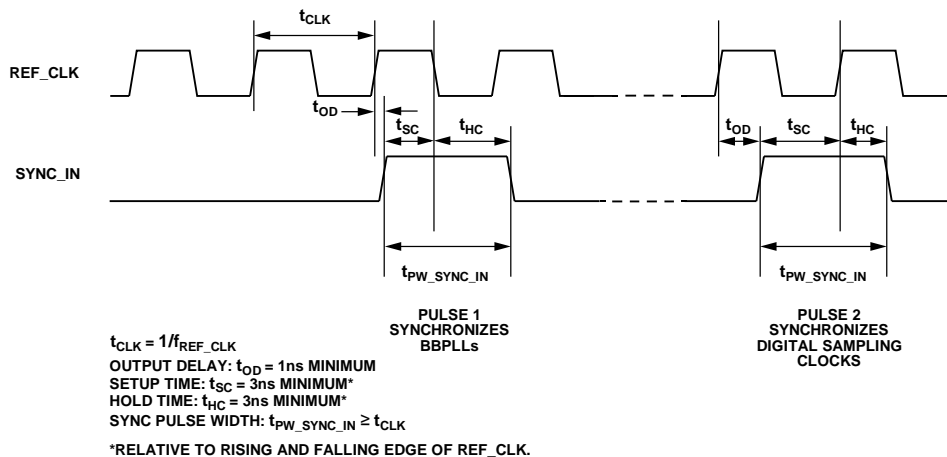 tCLK
REF_CLK
tOD
tSC
tHC
tOD
tSC
tHC
SYNC_IN
tPW_SYNC_IN
tPW_SYNC_IN
PULSE 1
SYNCHRONIZES
BBPLLs
PULSE 2
SYNCHRONIZES
DIGITAL SAMPLING
CLOCKS
tCLK = 1/fREF_CLK
OUTPUT DELAY: tOD = 1ns MINIMUM
SETUP TIME: tSC = 3ns MINIMUM*
HOLD TIME: tHC = 3ns MINIMUM*
SYNC PULSE WIDTH: tPW_SYNC_IN ≥ tCLK
*RELATIVE TO RISING AND FALLING EDGE OF REF_CLK.